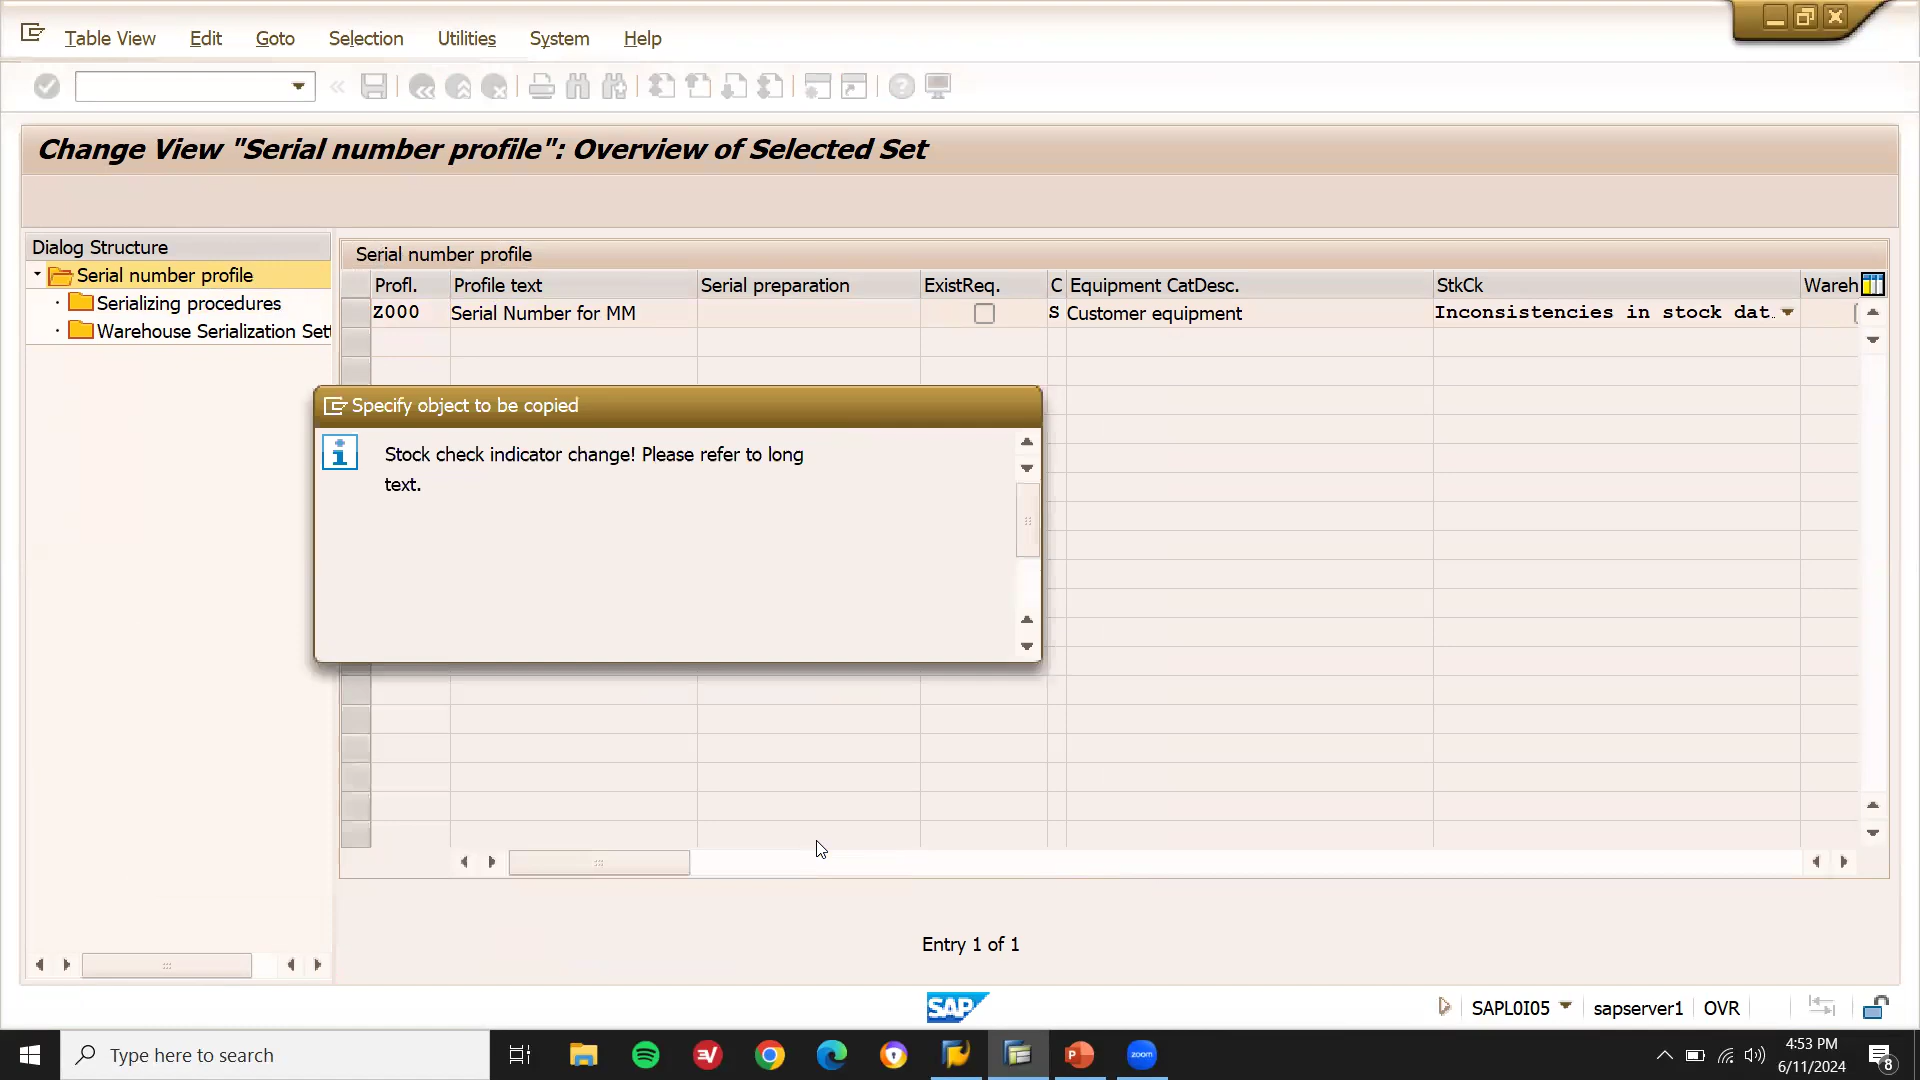 Table View Edit Goto Selection Utilities System Help
Change View "Serial number profile": Overview of Selected Set
Dialog Structure
Serial number profile
Serializing procedures
Warehouse Serialization Set
Serial number profile
Profl. Profile text Serial preparation ExistReq. C Equipment CatDesc. StkCk Wareh
Z000 Serial Number for MM S Customer equipment Inconsistencies in stock dat.
Specify object to be copied
Stock check indicator change! Please refer to long
text.
Entry 1 of 1
SAP SAPL0I05 sapserver1 OVR
Type here to search
zoom
4:53 PM
6/11/2024
8